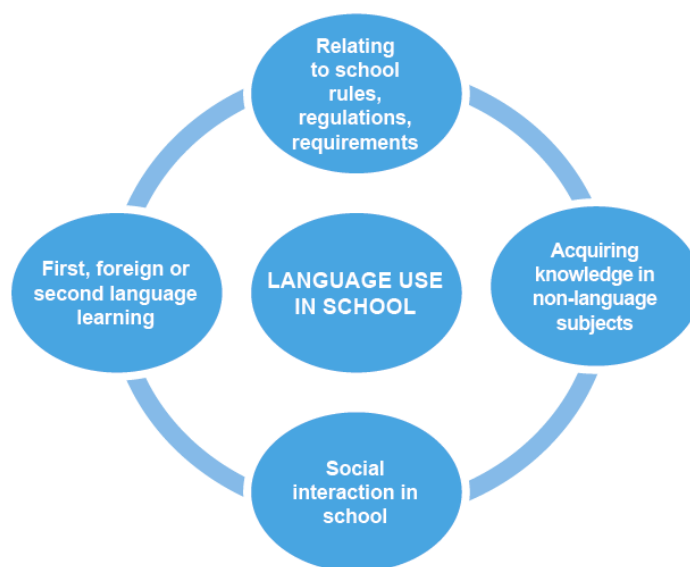 Relating
to school
rules,
regulations,
requirements
First, foreign or
second language
learning
LANGUAGE USE
IN SCHOOL
Acquiring
knowledge in
non-language
subjects
Social
interaction in
school